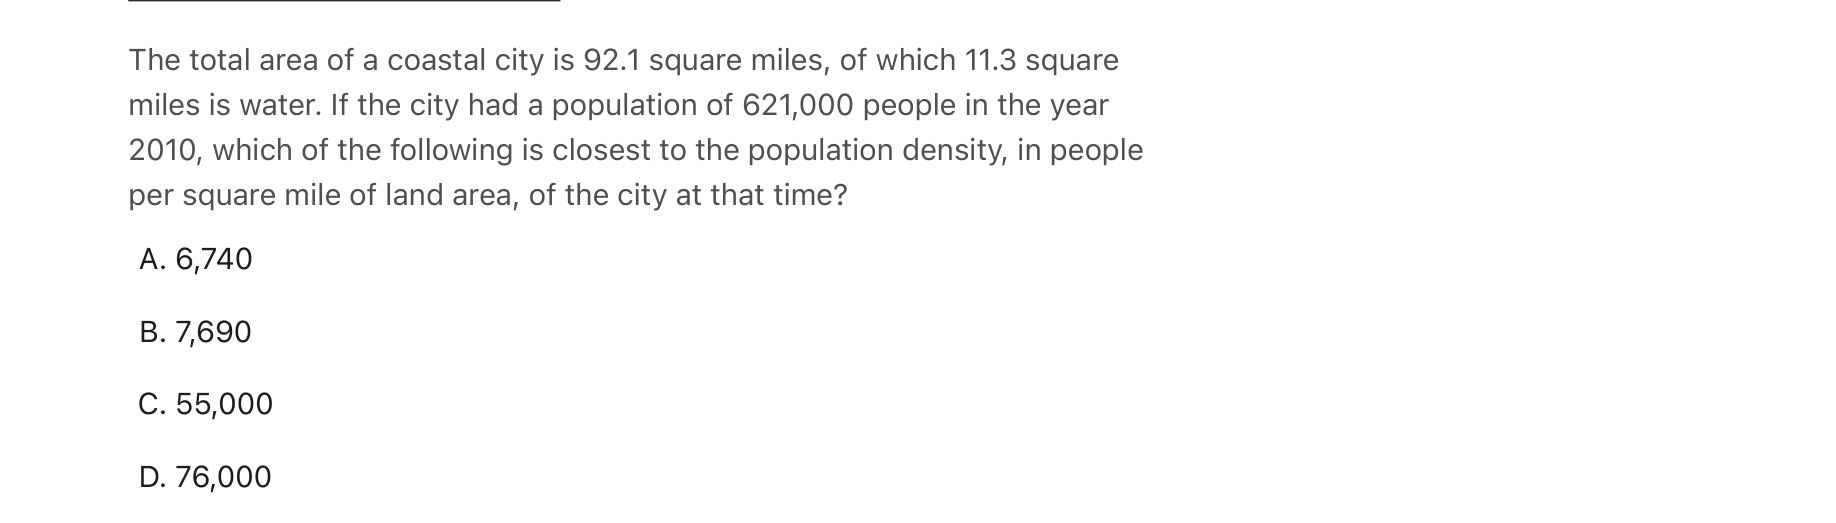 The total area of a coastal city is 92.1 square miles, of which 11.3 square
miles is water. If the city had a population of 621,000 people in the year
2010, which of the following is closest to the population density, in people
per square mile of land area, of the city at that time?
A. 6,740
B. 7,690
C. 55,000
D. 76,000